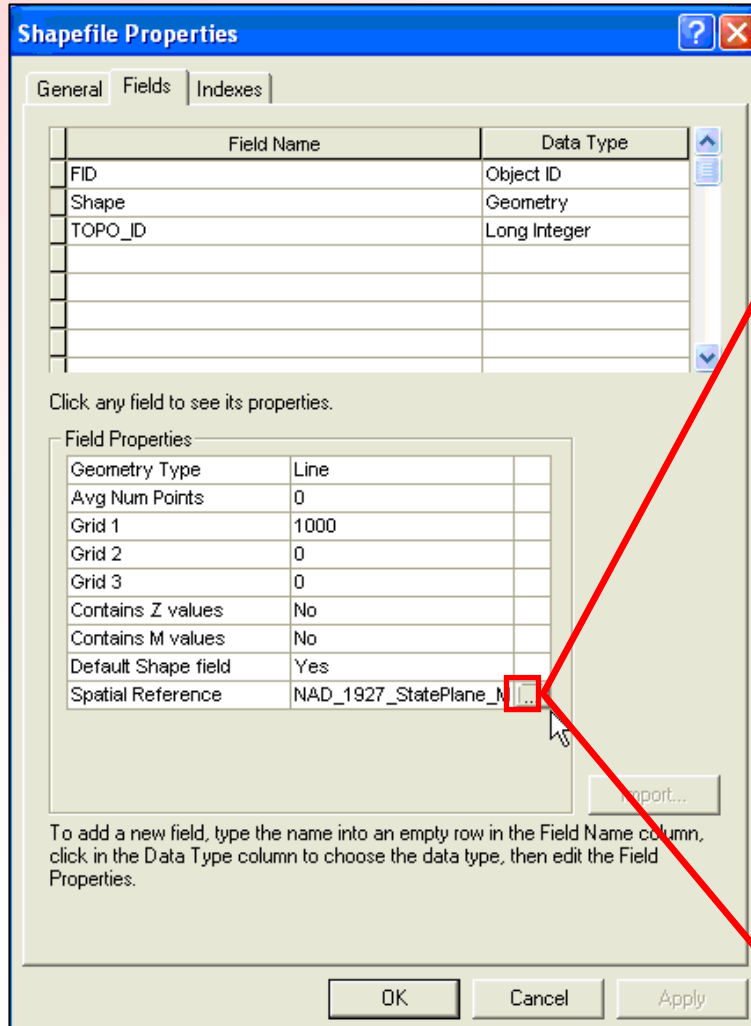 Shapefile Properties
General Fields Indexes
Field Name Data Type
FID Object ID
Shape Geometry
TOPO_ID Long Integer
Click any field to see its properties.
Field Properties
Geometry Type Line
Avg Num Points 0
Grid 1 1000
Grid 2 0
Grid 3 0
Contains Z values No
Contains M values No
Default Shape field Yes
Spatial Reference NAD_1927_StatePlane_M ...
Import...
To add a new field, type the name into an empty row in the Field Name column,
click in the Data Type column to choose the data type, then edit the Field
Properties.
OK Cancel Apply